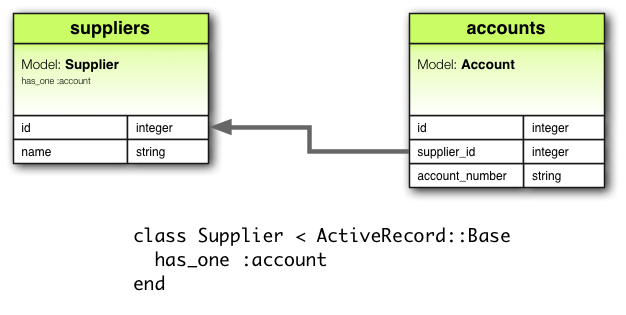 suppliers
Model: Supplier
has_one :account
id integer
name string
accounts
Model: Account
id integer
supplier_id integer
account_number string
class Supplier < ActiveRecord::Base
  has_one :account
end